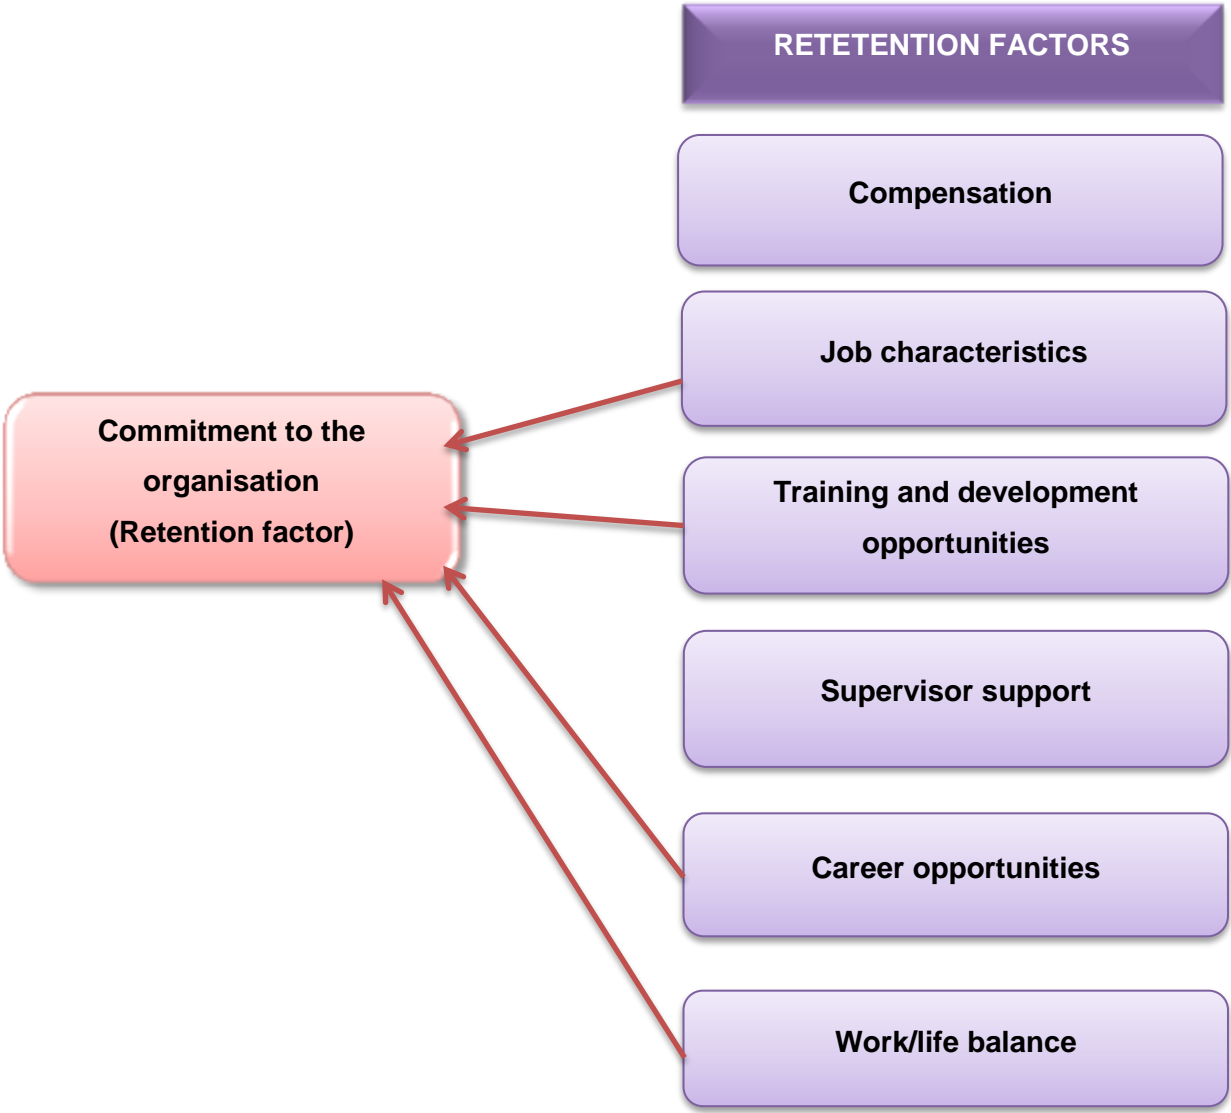 RETETENTION FACTORS
Compensation
Job characteristics
Commitment to the
organisation
(Retention factor)
Training and development
opportunities
Supervisor support
Career opportunities
Work/life balance